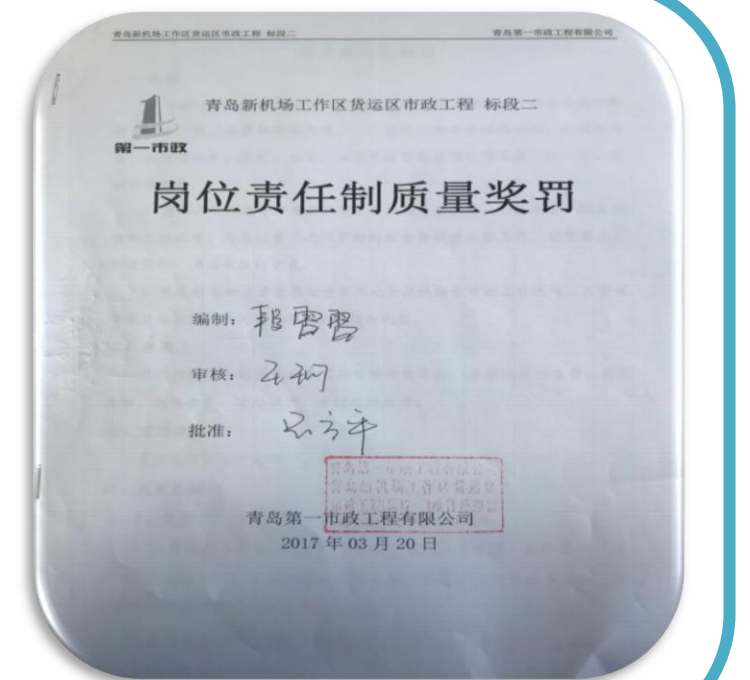 青岛新机场工作区货运区市政工程 标段二 青岛第一市政工程有限公司
青岛新机场工作区货运区市政工程 标段二
第一市政
岗位责任制质量奖罚
编制:
审核:
批准:
青岛第一市政工程有限公司
2017 年 03 月 20 日